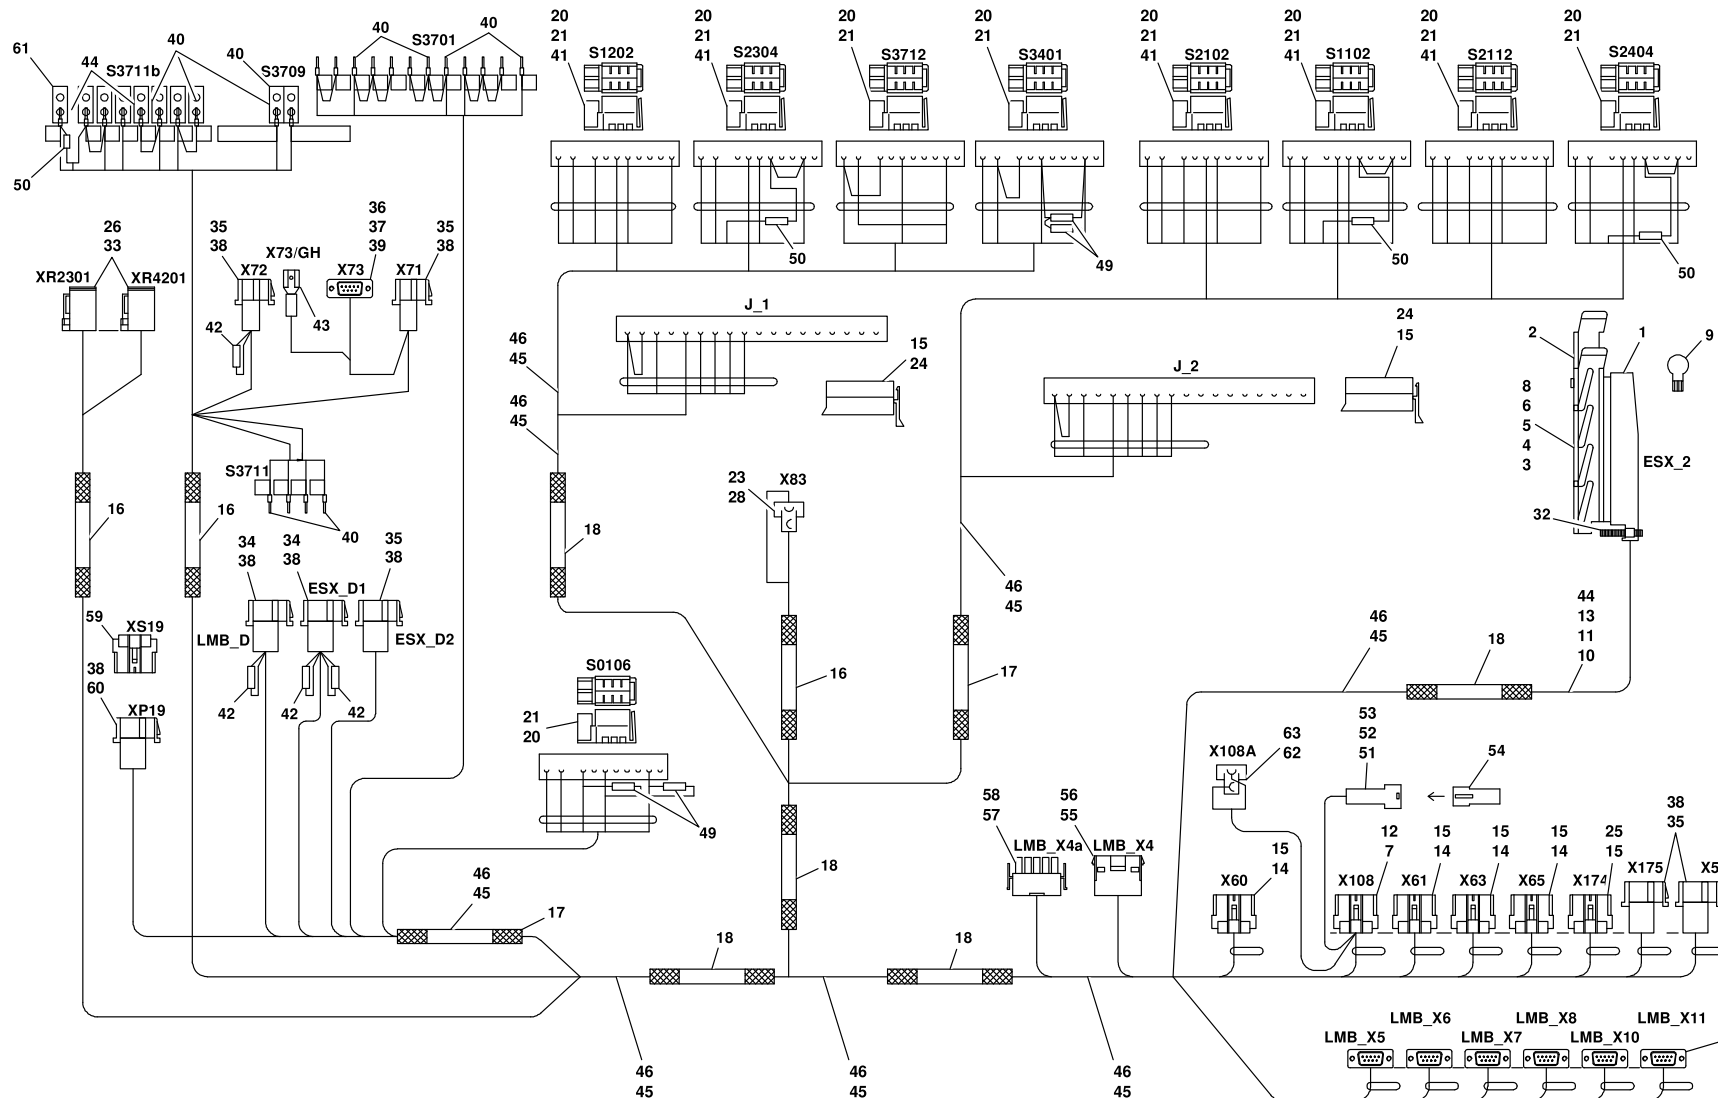 20
21
41
S1202
20
21
41
S2304
20
21
S3712
20
21
S3401
20
21
41
S2102
20
21
41
S1102
20
21
41
S2112
20
21
S2404
61
44
S3711b
40
40
S3709
40
S3701
40
50
50
49
50
50
26
33
XR2301
XR4201
35
38
X72
X73/GH
36
37
39
X73
35
38
X71
42
43
J_1
46
45
15
24
46
45
24
15
J_2
2
1
9
8
6
5
4
3
ESX_2
32
S3711
40
16
16
18
23
28
X83
46
45
34
38
LMB_D
34
38
ESX_D1
35
38
ESX_D2
42
42
42
59
XS19
38
60
XP19
S0106
21
20
49
16
17
46
45
18
44
13
11
10
X108A
63
62
53
52
51
54
58
57
LMB_X4a
56
55
LMB_X4
X60
15
14
12
7
X108
15
14
X61
15
14
X63
15
14
X65
25
15
X174
X175
38
35
X5
46
45
17
18
18
18
46
45
46
45
46
45
LMB_X5
LMB_X6
LMB_X7
LMB_X8
LMB_X10
LMB_X11